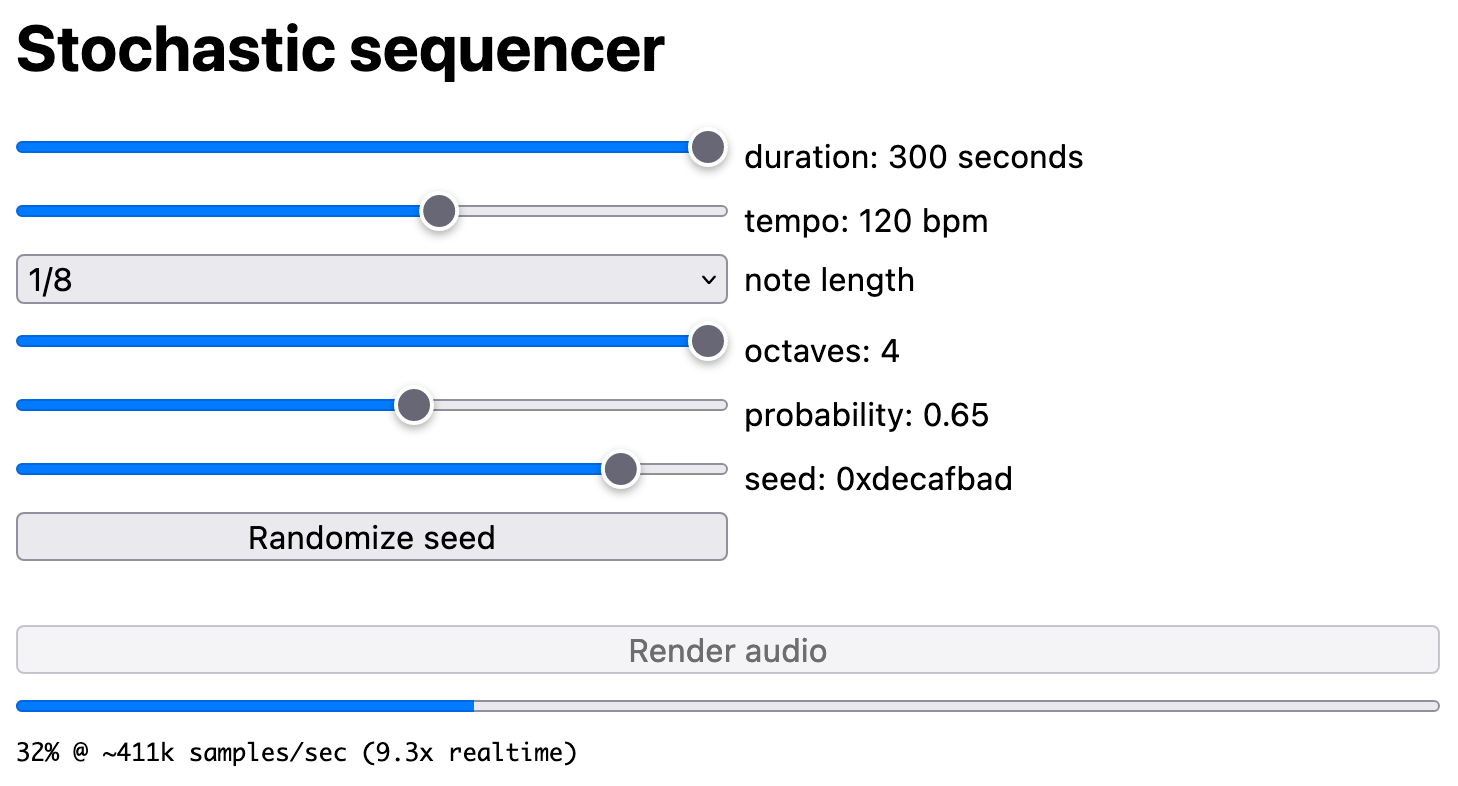 Stochastic sequencer
duration: 300 seconds
tempo: 120 bpm
1/8 note length
octaves: 4
probability: 0.65
seed: 0xdecafbad
Randomize seed
Render audio
32% @ ~411k samples/sec (9.3x realtime)